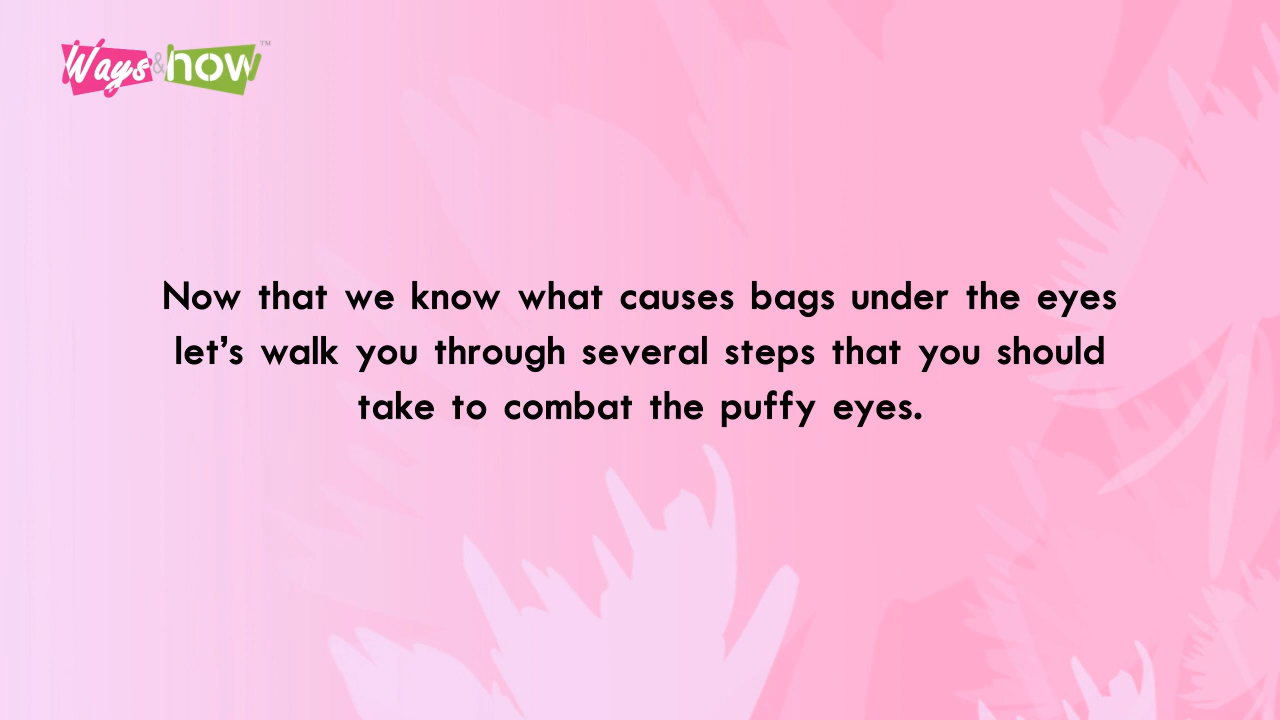 Ways&how™
Now that we know what causes bags under the eyes
let’s walk you through several steps that you should
take to combat the puffy eyes.